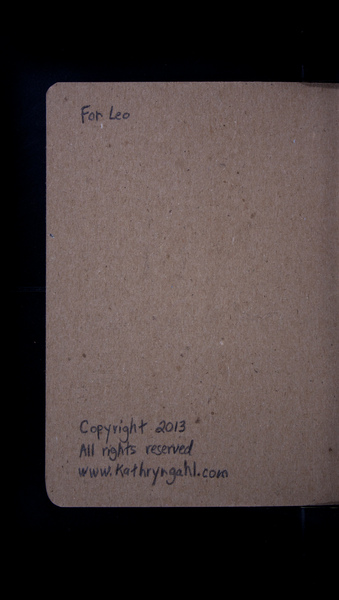 For Leo
Copyright 2013
All rights reserved
www.Kathryngahl.com